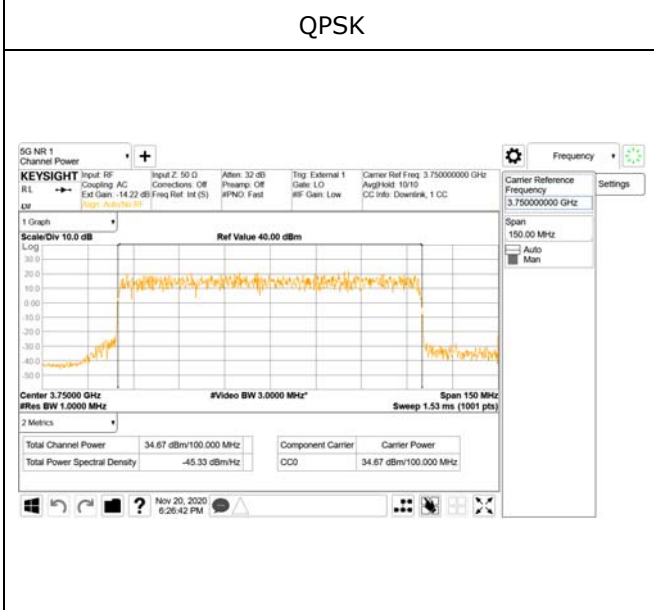 QPSK
5G NR 1
Channel Power
Frequency
KEYSIGHT
RL
Input: RF
Coupling: AC
Ext Gain: -14.22 dB
Align: Auto/No RF
Input Z: 50 Ω
Corrections: Off
Freq Ref: Int (S)
Atten: 32 dB
Preamp: Off
#PNO: Fast
Trig: External 1
Gate: LO
#IF Gain: Low
Carrier Ref Freq: 3.750000000 GHz
Avg|Hold: 10/10
CC Info: Downlink, 1 CC
Carrier Reference
Frequency
3.750000000 GHz
Settings
Span
150.00 MHz
Auto
Man
1 Graph
Scale/Div 10.0 dB
Ref Value 40.00 dBm
Log
30.0
20.0
10.0
0.00
-10.0
-20.0
-30.0
-40.0
-50.0
Center 3.75000 GHz
#Video BW 3.0000 MHz*
Span 150 MHz
#Res BW 1.0000 MHz
Sweep 1.53 ms (1001 pts)
2 Metrics
Total Channel Power 34.67 dBm/100.000 MHz
Total Power Spectral Density -45.33 dBm/Hz
Component Carrier Carrier Power
CC0 34.67 dBm/100.000 MHz
Nov 20, 2020
6:26:42 PM